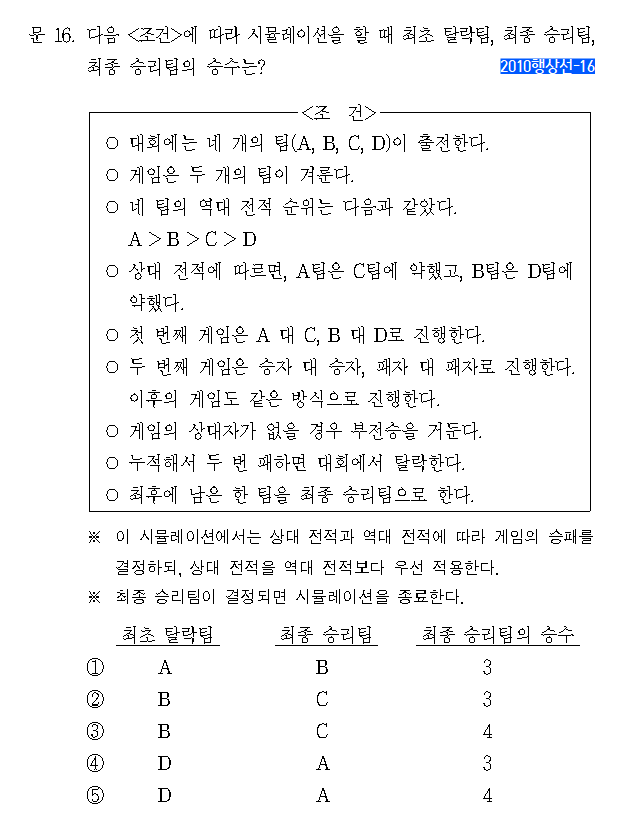 문 16. 다음 <조건>에 따라 시뮬레이션을 할 때 최초 탈락팀, 최종 승리팀,
최종 승리팀의 승수는?
2010행상선-16
<조 건>
○ 대회에는 네 개의 팀(A, B, C, D)이 출전한다.
○ 게임은 두 개의 팀이 겨룬다.
○ 네 팀의 역대 전적 순위는 다음과 같았다.
A > B > C > D
○ 상대 전적에 따르면, A팀은 C팀에 약했고, B팀은 D팀에
약했다.
○ 첫 번째 게임은 A 대 C, B 대 D로 진행한다.
○ 두 번째 게임은 승자 대 승자, 패자 대 패자로 진행한다.
이후의 게임도 같은 방식으로 진행한다.
○ 게임의 상대자가 없을 경우 부전승을 거둔다.
○ 누적해서 두 번 패하면 대회에서 탈락한다.
○ 최후에 남은 한 팀을 최종 승리팀으로 한다.
※ 이 시뮬레이션에서는 상대 전적과 역대 전적에 따라 게임의 승패를
결정하되, 상대 전적을 역대 전적보다 우선 적용한다.
※ 최종 승리팀이 결정되면 시뮬레이션을 종료한다.
최초 탈락팀 최종 승리팀 최종 승리팀의 승수
① A B 3
② B C 3
③ B C 4
④ D A 3
⑤ D A 4